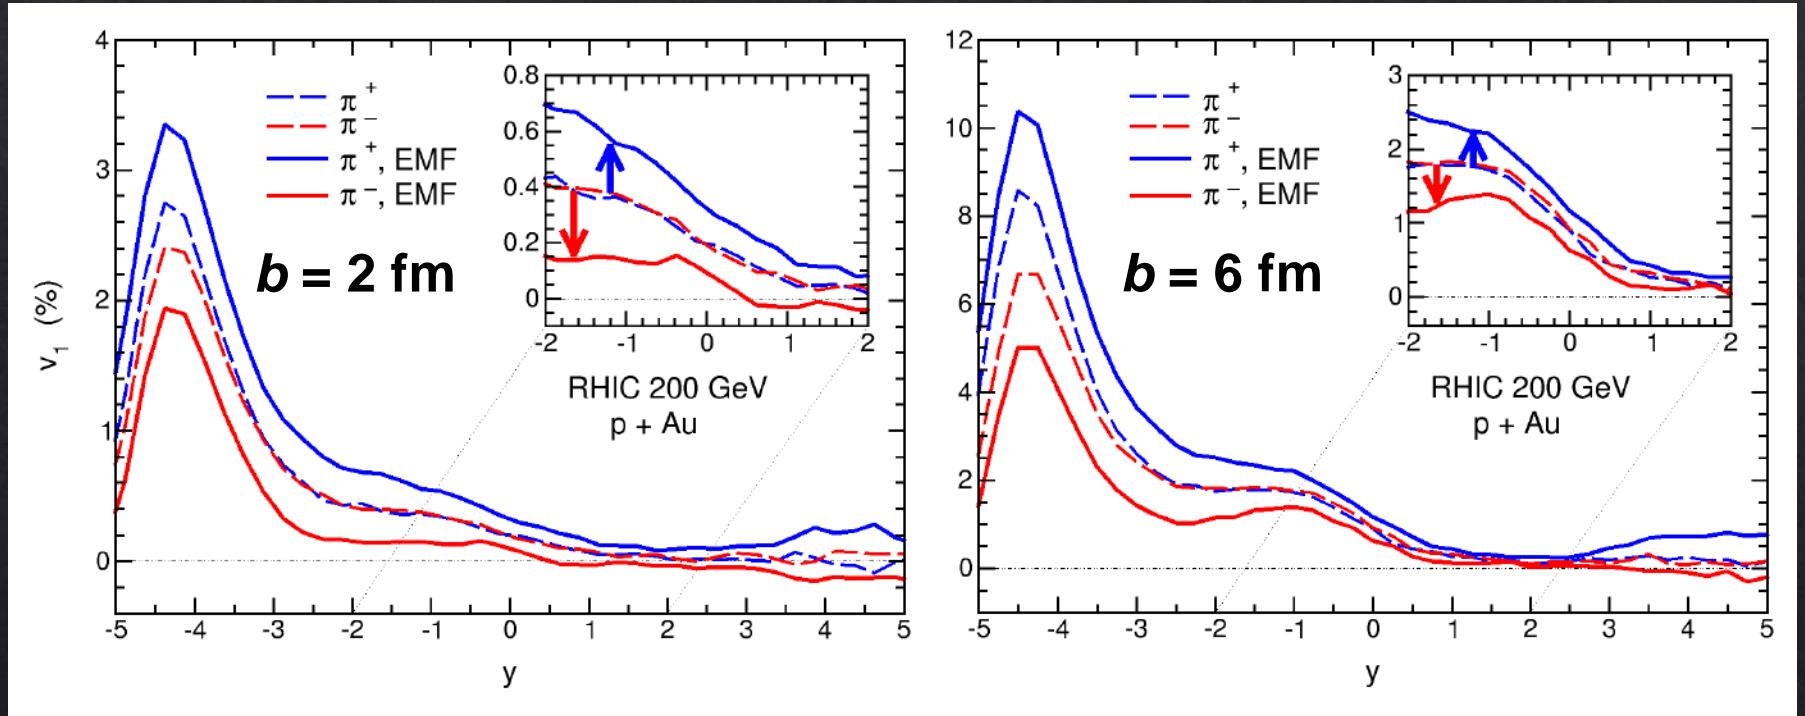 4
3
2
1
0
v₁ (%)
π⁺
π⁻
π⁺, EMF
π⁻, EMF
b = 2 fm
0.8
0.6
0.4
0.2
0
-2 -1 0 1 2
RHIC 200 GeV
p + Au
-5 -4 -3 -2 -1 0 1 2 3 4 5
y
12
10
8
6
4
2
0
π⁺
π⁻
π⁺, EMF
π⁻, EMF
b = 6 fm
3
2
1
0
-2 -1 0 1 2
RHIC 200 GeV
p + Au
-5 -4 -3 -2 -1 0 1 2 3 4 5
y